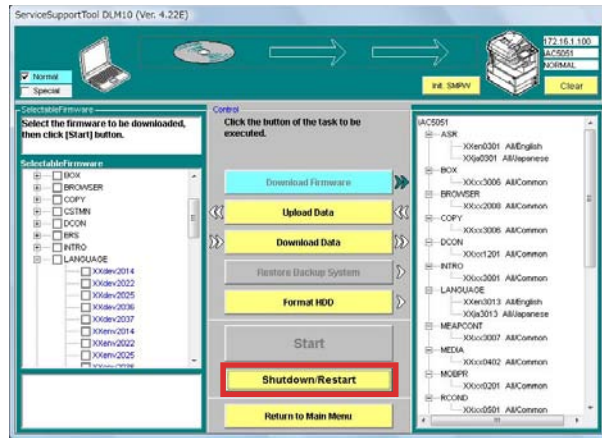 ServiceSupportTool DLM10 (Ver. 4.22E)
172.16.1.100
iAC5051
NORMAL
Normal
Special
Init. SMPW
Clear
SelectableFirmware
Select the firmware to be downloaded,
then click [Start] button.
SelectableFirmware
BOX
BROWSER
COPY
CSTMN
DCON
ERS
INTRO
LANGUAGE
XXdev2014
XXdev2022
XXdev2025
XXdev2036
XXdev2037
XXenv2014
XXenv2022
XXenv2025
XXenv2036
Control
Click the button of the task to be
executed.
Download Firmware
Upload Data
Download Data
Restore Backup System
Format HDD
Start
Shutdown/Restart
Return to Main Menu
iAC5051
ASR
XXen0301 All/English
XXja0301 All/Japanese
BOX
XXxx3006 All/Common
BROWSER
XXxx2008 All/Common
COPY
XXxx3006 All/Common
DCON
XXxx1201 All/Common
INTRO
XXxx3001 All/Common
LANGUAGE
XXen3013 All/English
XXja3013 All/Japanese
MEAPCONT
XXxx3007 All/Common
MEDIA
XXxx0402 All/Common
MOBPR
XXxx0201 All/Common
RCOND
XXxx0501 All/Common